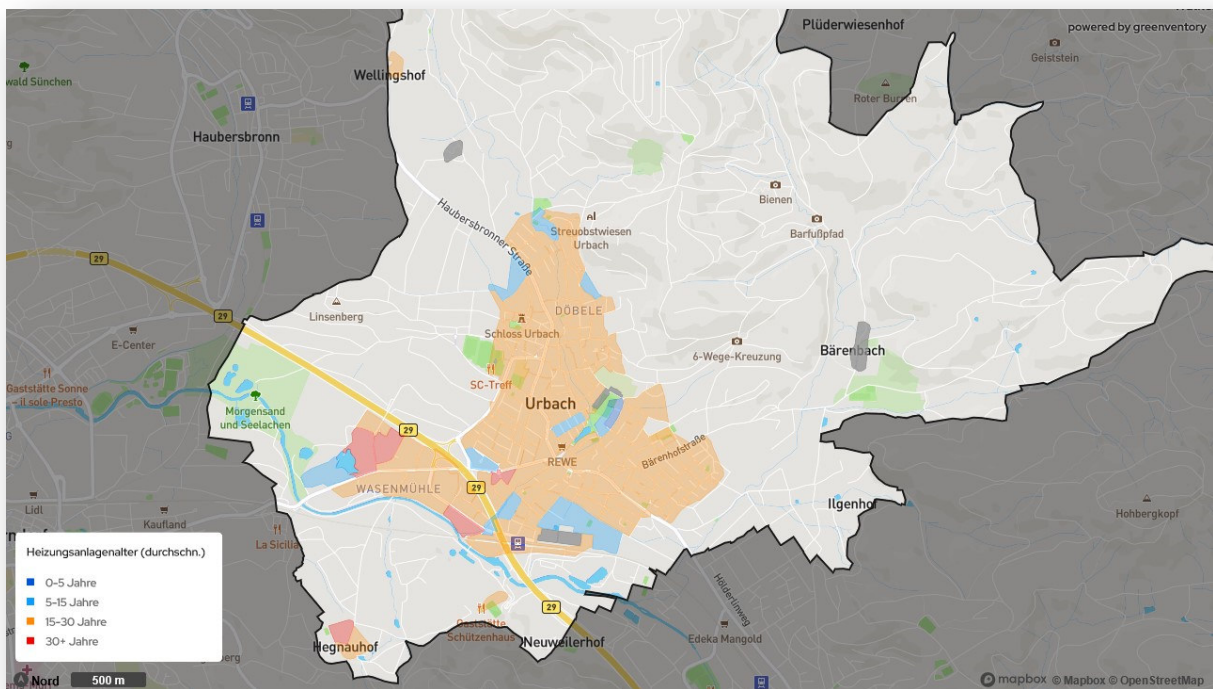 Plüderwiesenhof
powered by greenventory
Geiststein
wald Sünchen
Wellingshof
Roter Burren
Haubersbronn
Haubersbronner Straße
Bienen
Barfußpfad
Streuobstwiesen
Urbach
29
29
Linsenberg
DÖBELE
E-Center
Schloss Urbach
6-Wege-Kreuzung
Bärenbach
Gaststätte Sonne
– il sole Presto
SC-Treff
Urbach
Morgensand
und Seelachen
29
REWE
Bärenhofstraße
WASENMÜHLE
29
Lidl
Kaufland
Ilgenhof
Hohbergkopf
La Sicilia
Heizungsanlagenalter (durchschn.)
0-5 Jahre
5-15 Jahre
15-30 Jahre
30+ Jahre
Hölderlinweg
29
Gaststätte
Schützenhaus
Edeka Mangold
Hegnauhof
Neuweilerhof
Nord
500 m
mapbox © Mapbox © OpenStreetMap